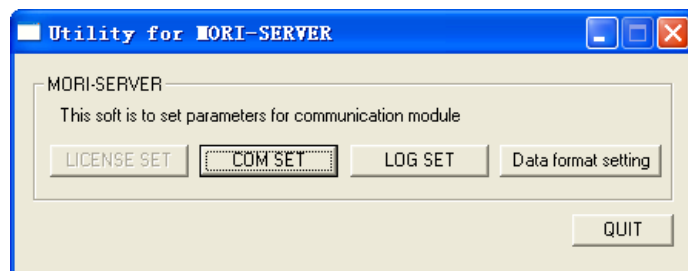 Utility for MORI-SERVER
MORI-SERVER
This soft is to set parameters for communication module
LICENSE SET COM SET LOG SET Data format setting
QUIT